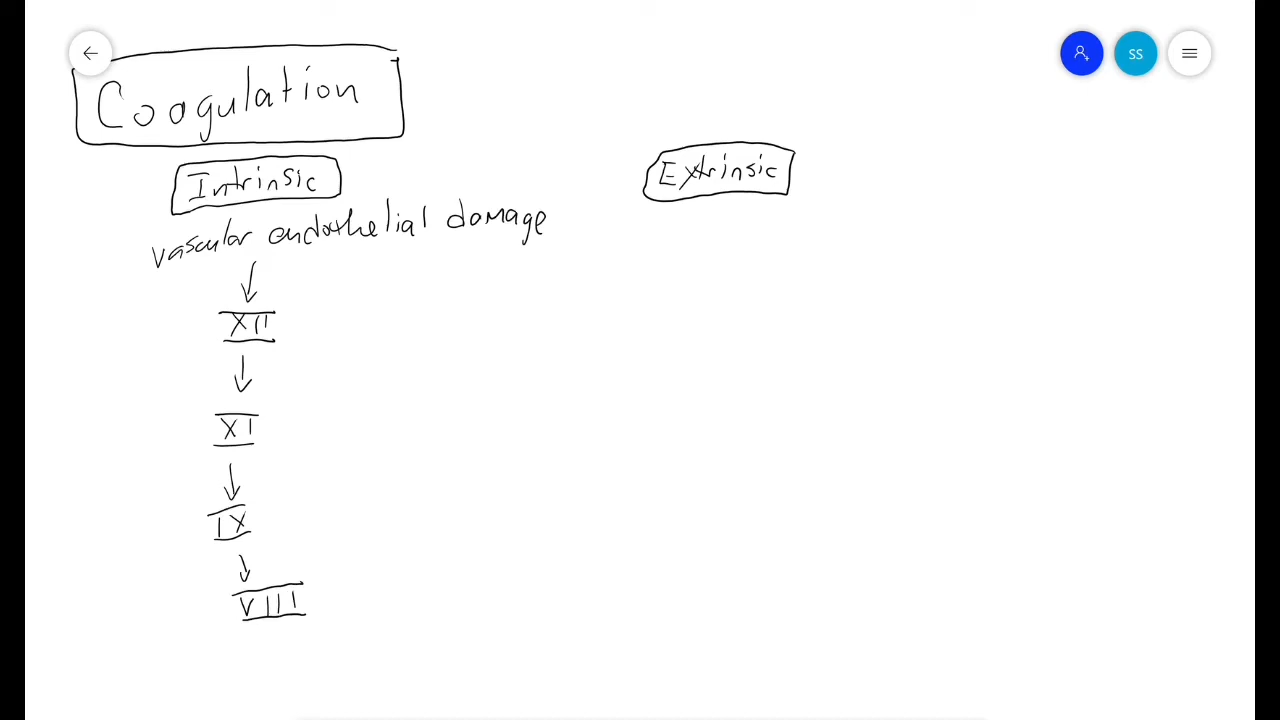 Coagulation
SS
Intrinsic
Extrinsic
vascular endothelial damage
XII
XI
IX
VIII